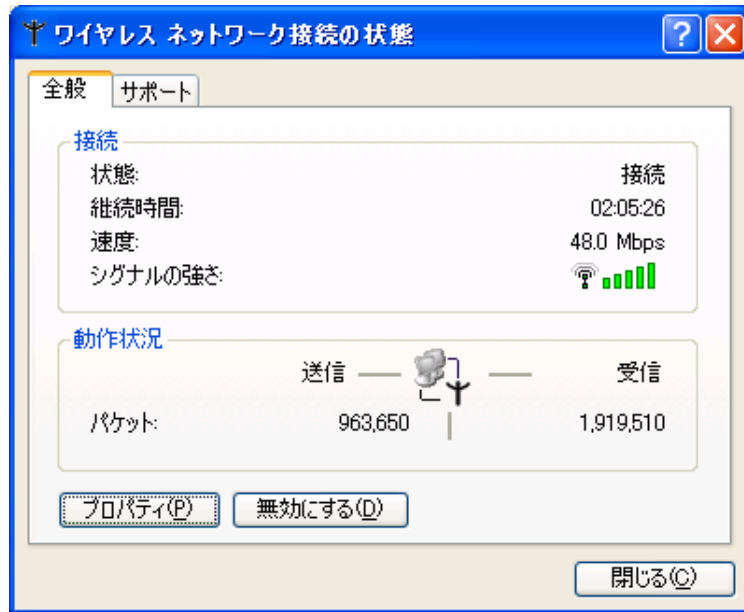 ワイヤレス ネットワーク接続の状態
全般 サポート
接続
状態: 接続
継続時間: 02:05:26
速度: 48.0 Mbps
シグナルの強さ:
動作状況
送信 受信
パケット: 963,650 1,919,510
プロパティ(P) 無効にする(D)
閉じる(C)